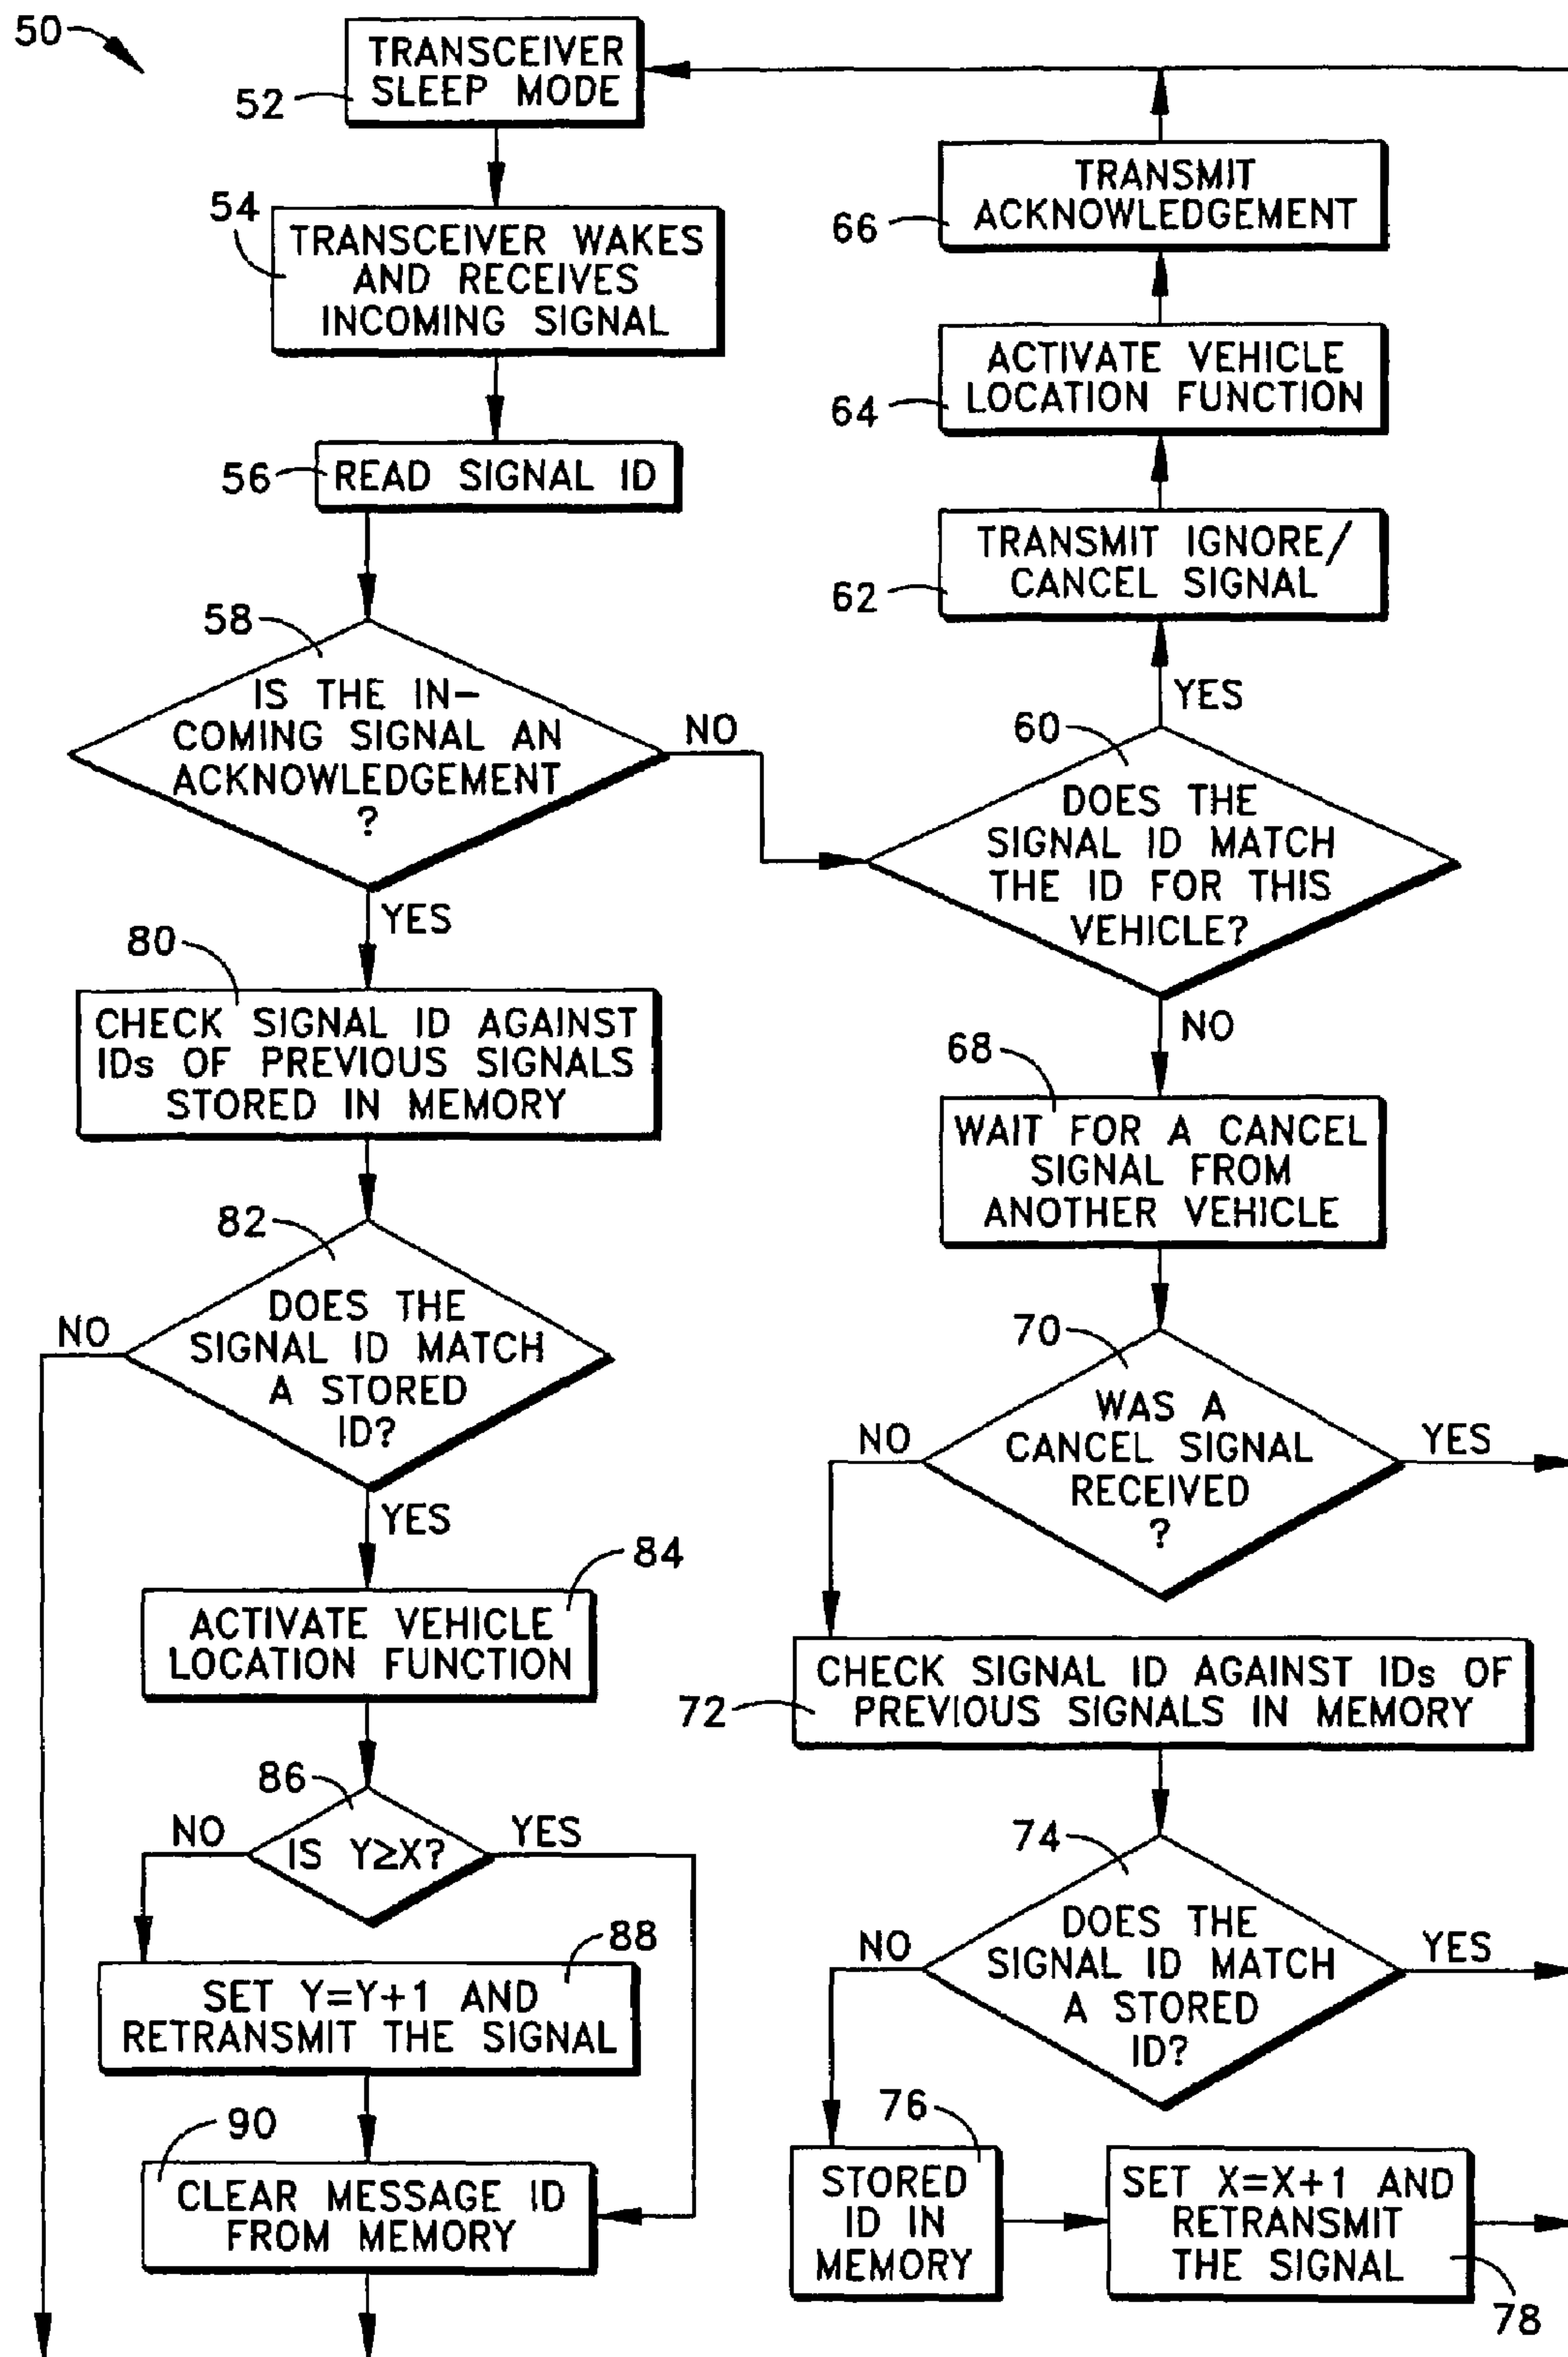 50
TRANSCEIVER
SLEEP MODE
52
54
TRANSCEIVER WAKES
AND RECEIVES
INCOMING SIGNAL
56
READ SIGNAL ID
58
IS THE IN-
COMING SIGNAL AN
ACKNOWLEDGEMENT
?
NO
YES
80
CHECK SIGNAL ID AGAINST
IDs OF PREVIOUS SIGNALS
STORED IN MEMORY
82
DOES THE
SIGNAL ID MATCH
A STORED
ID?
NO
YES
84
ACTIVATE VEHICLE
LOCATION FUNCTION
86
IS Y≥X?
NO
YES
88
SET Y=Y+1 AND
RETRANSMIT THE SIGNAL
90
CLEAR MESSAGE ID
FROM MEMORY
TRANSMIT
ACKNOWLEDGEMENT
66
ACTIVATE VEHICLE
LOCATION FUNCTION
64
TRANSMIT IGNORE/
CANCEL SIGNAL
62
YES
60
DOES THE
SIGNAL ID MATCH
THE ID FOR THIS
VEHICLE?
NO
68
WAIT FOR A CANCEL
SIGNAL FROM
ANOTHER VEHICLE
70
WAS A
CANCEL SIGNAL
RECEIVED
?
NO
YES
CHECK SIGNAL ID AGAINST IDs OF
PREVIOUS SIGNALS IN MEMORY
72
74
DOES THE
SIGNAL ID MATCH
A STORED
ID?
NO
YES
76
STORED
ID IN
MEMORY
SET X=X+1 AND
RETRANSMIT
THE SIGNAL
78